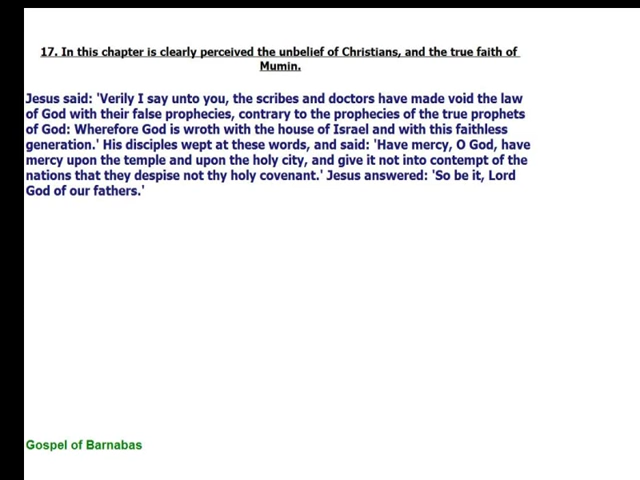 17. In this chapter is clearly perceived the unbelief of Christians, and the true faith of
Mumin.
Jesus said: 'Verily I say unto you, the scribes and doctors have made void the law
of God with their false prophecies, contrary to the prophecies of the true prophets
of God: Wherefore God is wroth with the house of Israel and with this faithless
generation.' His disciples wept at these words, and said: 'Have mercy, O God, have
mercy upon the temple and upon the holy city, and give it not into contempt of the
nations that they despise not thy holy covenant.' Jesus answered: 'So be it, Lord
God of our fathers.'
Gospel of Barnabas